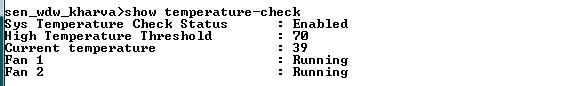 sen_wdw_kharva>show temperature-check
Sys Temperature Check Status : Enabled
High Temperature Threshold : 70
Current temperature : 39
Fan 1 : Running
Fan 2 : Running